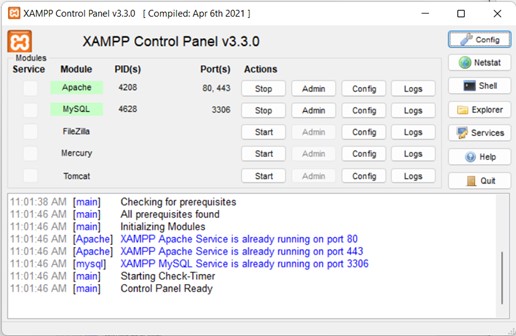 XAMPP Control Panel v3.3.0 [ Compiled: Apr 6th 2021 ]
XAMPP Control Panel v3.3.0
Config
Modules
Service Module PID(s) Port(s) Actions
Netstat
Apache 4208 80, 443 Stop Admin Config Logs
Shell
MySQL 4628 3306 Stop Admin Config Logs
Explorer
FileZilla Start Admin Config Logs
Services
Mercury Start Admin Config Logs
Help
Tomcat Start Admin Config Logs
Quit
11:01:38 AM [main] Checking for prerequisites
11:01:46 AM [main] All prerequisites found
11:01:46 AM [main] Initializing Modules
11:01:46 AM [Apache] XAMPP Apache Service is already running on port 80
11:01:46 AM [Apache] XAMPP Apache Service is already running on port 443
11:01:46 AM [mysql] XAMPP MySQL Service is already running on port 3306
11:01:46 AM [main] Starting Check-Timer
11:01:46 AM [main] Control Panel Ready